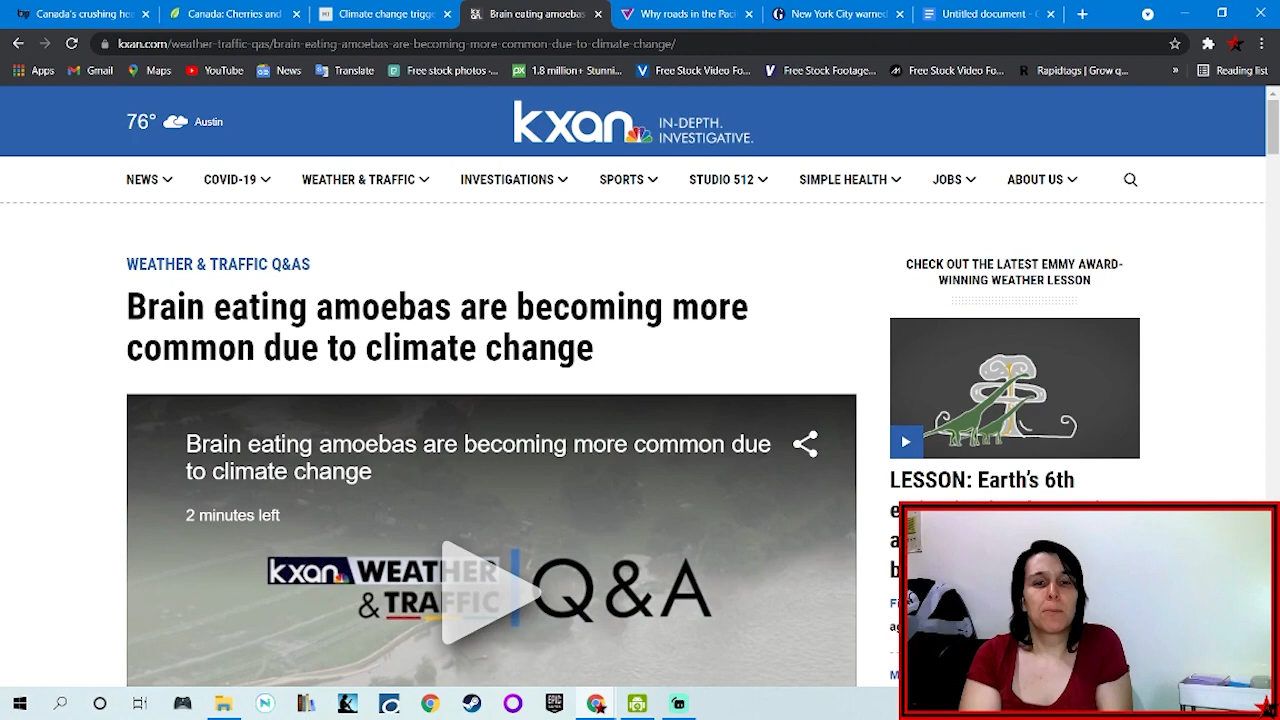 Canada's crushing he
Canada: Cherries and
Climate change trigge
Brain eating amoebas
Why roads in the Paci
New York City warned
Untitled document - G
kxan.com/weather-traffic-qas/brain-eating-amoebas-are-becoming-more-common-due-to-climate-change/
Apps
Gmail
Maps
YouTube
News
Translate
Free stock photos -...
1.8 million+ Stunni...
Free Stock Video Fo...
Free Stock Footage...
Free Stock Video Fo...
Rapidtags | Grow q...
»
Reading list
76° Austin
kxan IN-DEPTH.
INVESTIGATIVE.
NEWS
COVID-19
WEATHER & TRAFFIC
INVESTIGATIONS
SPORTS
STUDIO 512
SIMPLE HEALTH
JOBS
ABOUT US
WEATHER & TRAFFIC Q&AS
Brain eating amoebas are becoming more
common due to climate change
Brain eating amoebas are becoming more common due
to climate change
2 minutes left
kxan WEATHER
& TRAFFIC
Q&A
CHECK OUT THE LATEST EMMY AWARD-
WINNING WEATHER LESSON
LESSON: Earth's 6th